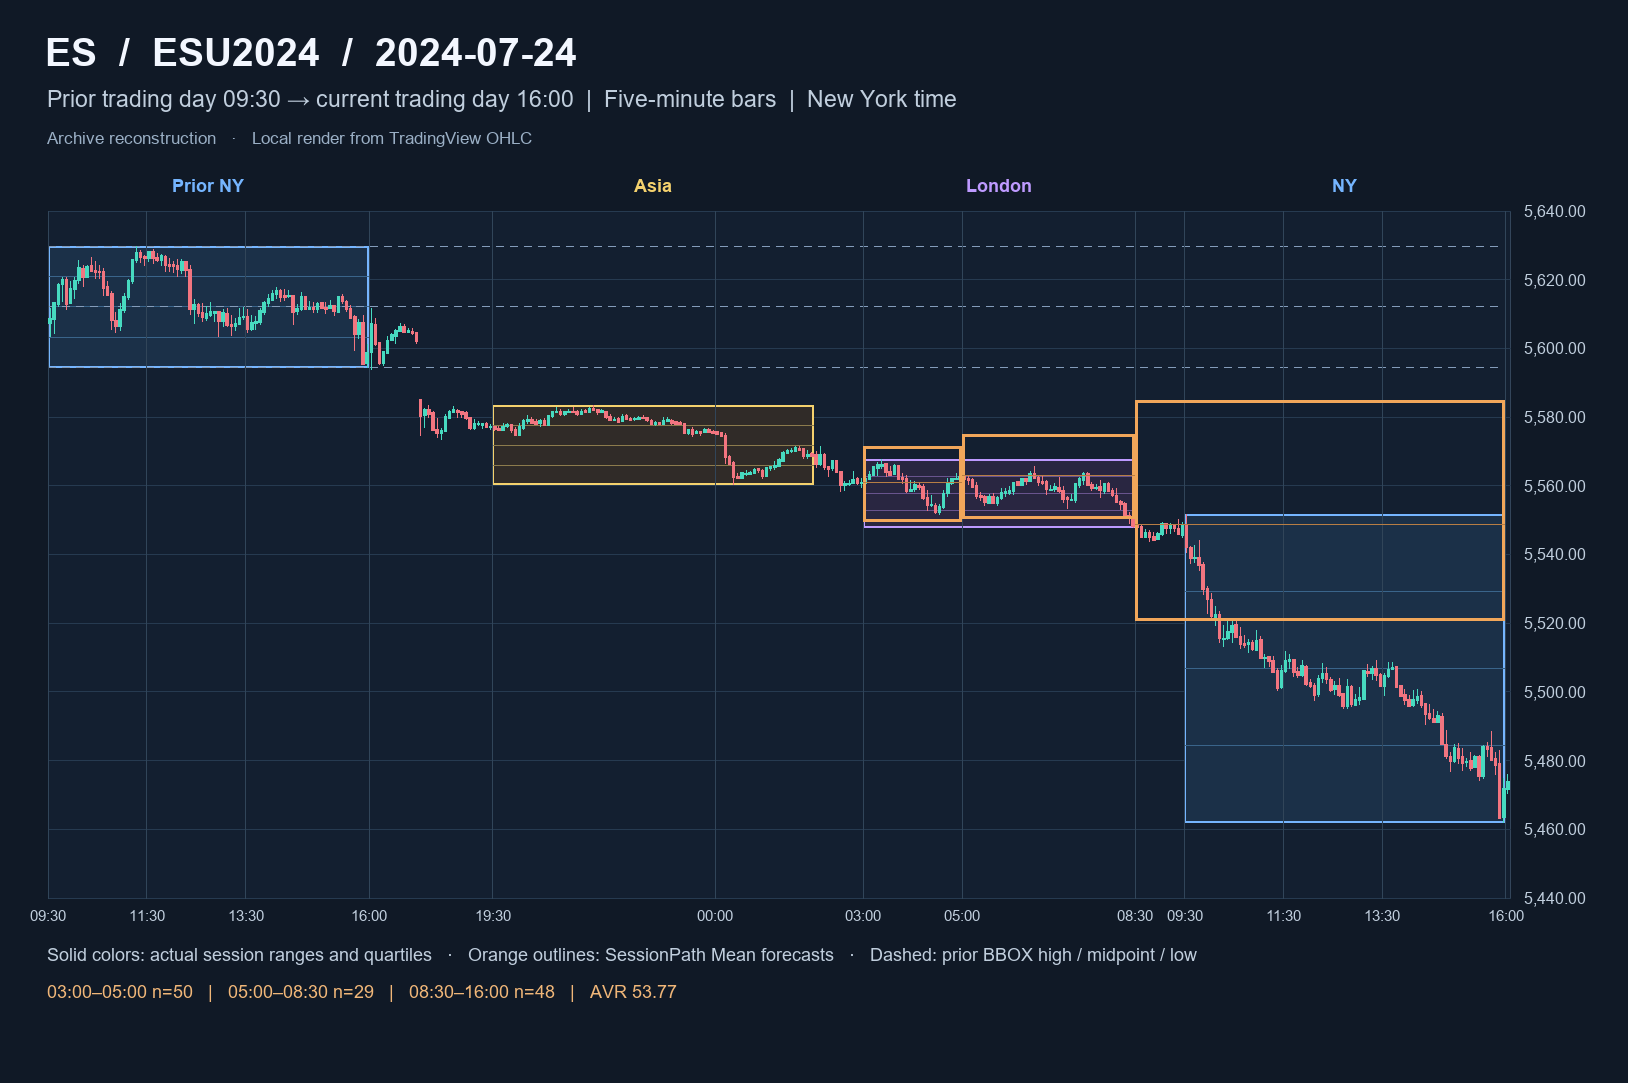 ES / ESU2024 / 2024-07-24
Prior trading day 09:30 → current trading day 16:00 | Five-minute bars | New York time
Archive reconstruction · Local render from TradingView OHLC
Prior NY Asia London NY
5,640.00
5,620.00
5,600.00
5,580.00
5,560.00
5,540.00
5,520.00
5,500.00
5,480.00
5,460.00
5,440.00
09:30 11:30 13:30 16:00 19:30 00:00 03:00 05:00 08:30 09:30 11:30 13:30 16:00
Solid colors: actual session ranges and quartiles · Orange outlines: SessionPath Mean forecasts · Dashed: prior BBOX high / midpoint / low
03:00–05:00 n=50 | 05:00–08:30 n=29 | 08:30–16:00 n=48 | AVR 53.77